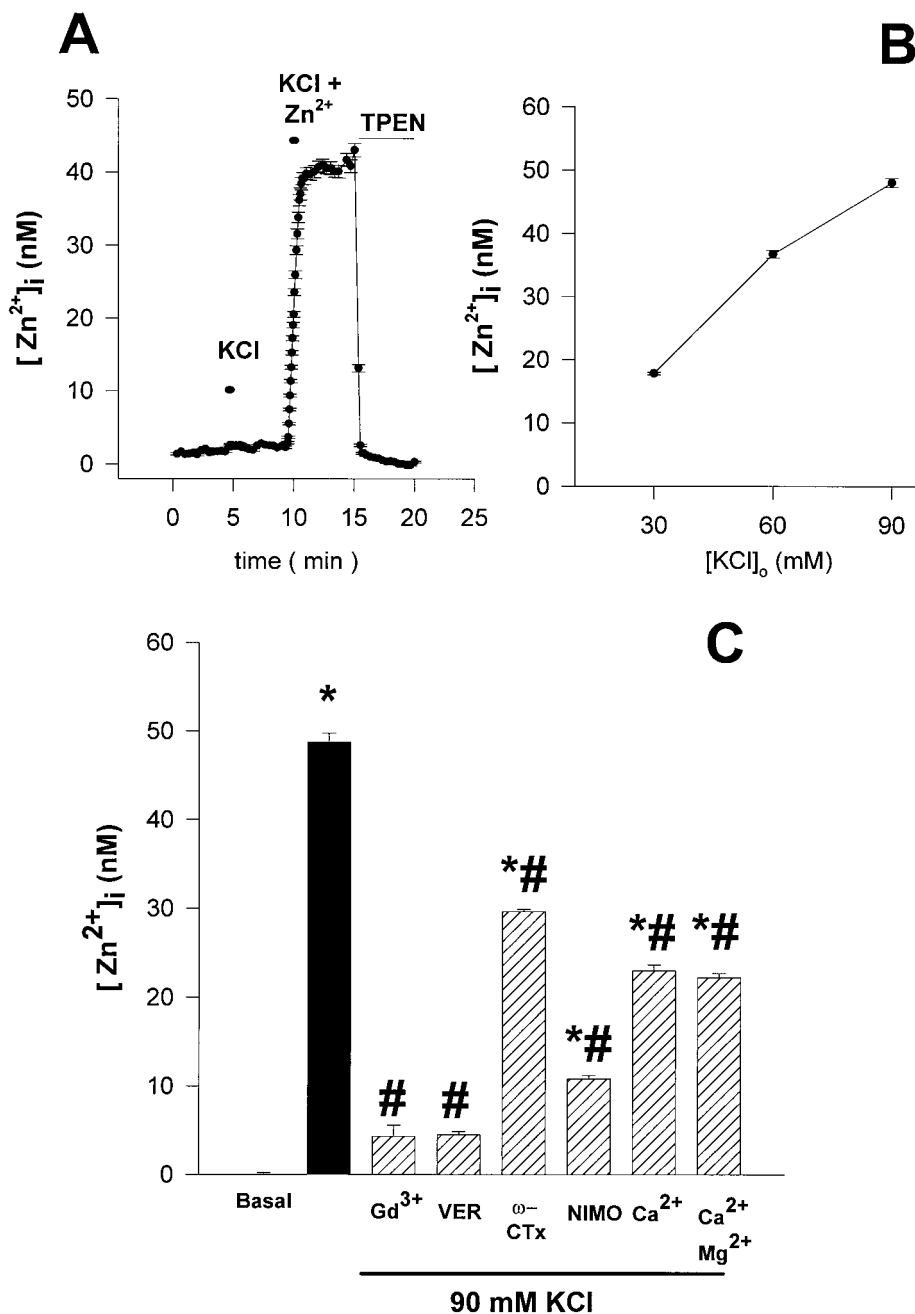 A
KCl +
Zn²⁺
TPEN
KCl
50
40
30
20
10
0
[Zn²⁺]i (nM)
0 5 10 15 20 25
time ( min )
B
60
50
40
30
20
10
0
[Zn²⁺]i (nM)
30 60 90
[KCl]o (mM)
C
60
50
40
30
20
10
0
[Zn²⁺]i (nM)
*
#
#
*#
*#
*#
*#
Basal
Gd³⁺
VER
ω–
CTx
NIMO
Ca²⁺
Ca²⁺
Mg²⁺
90 mM KCl